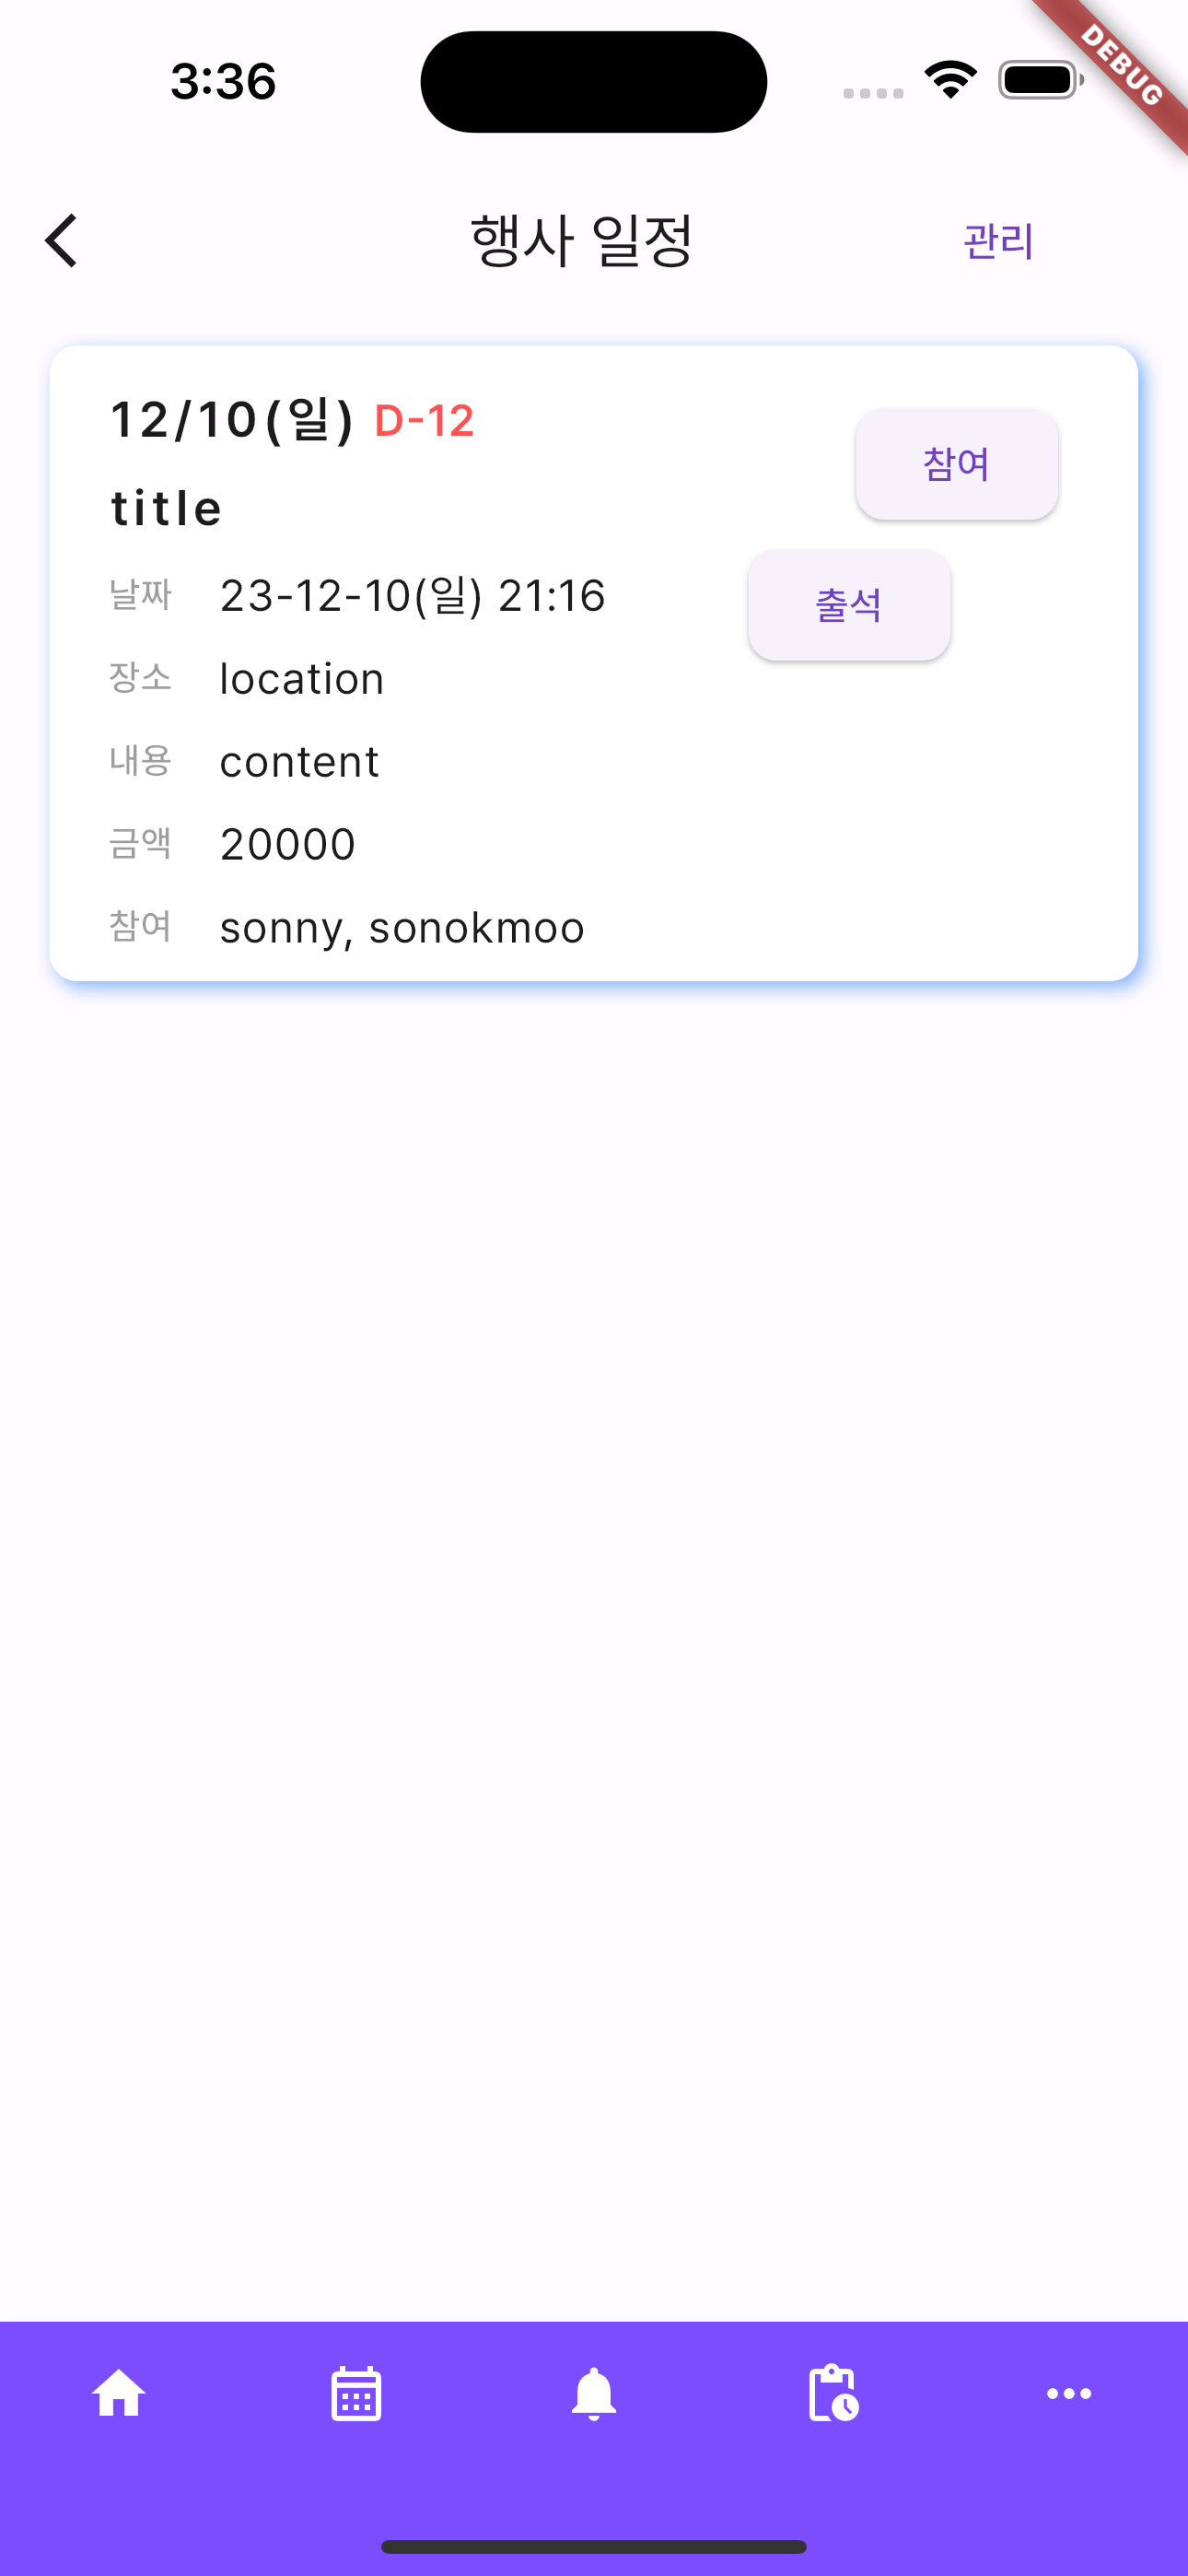 3:36
DEBUG
행사 일정
관리
12/10(일) D-12
참여
title
날짜 23-12-10(일) 21:16
출석
장소 location
내용 content
금액 20000
참여 sonny, sonokmoo